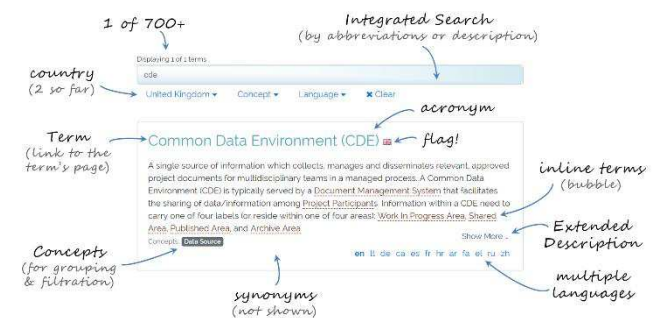 1 of 700+
Integrated Search
(by abbreviations or description)
Displaying 1 of 1 terms
cde
country
(2 so far)
United Kingdom
Concept
Language
Clear
acronym
Term
(link to the
term's page)
Common Data Environment (CDE)
flag!
A single source of information which collects, manages and disseminates relevant, approved
project documents for multidisciplinary teams in a managed process. A Common Data
Environment (CDE) is typically served by a Document Management System that facilitates
the sharing of data/information among Project Participants. Information within a CDE need to
carry one of four labels (or reside within one of four areas): Work In Progress Area, Shared
Area, Published Area, and Archive Area
inline terms
(bubble)
Show More ..
Concepts: Data Source
Extended
Description
Concepts
(for grouping
& filtration)
en it de ca es fr hr ar fa el ru zh
synonyms
(not shown)
multiple
languages